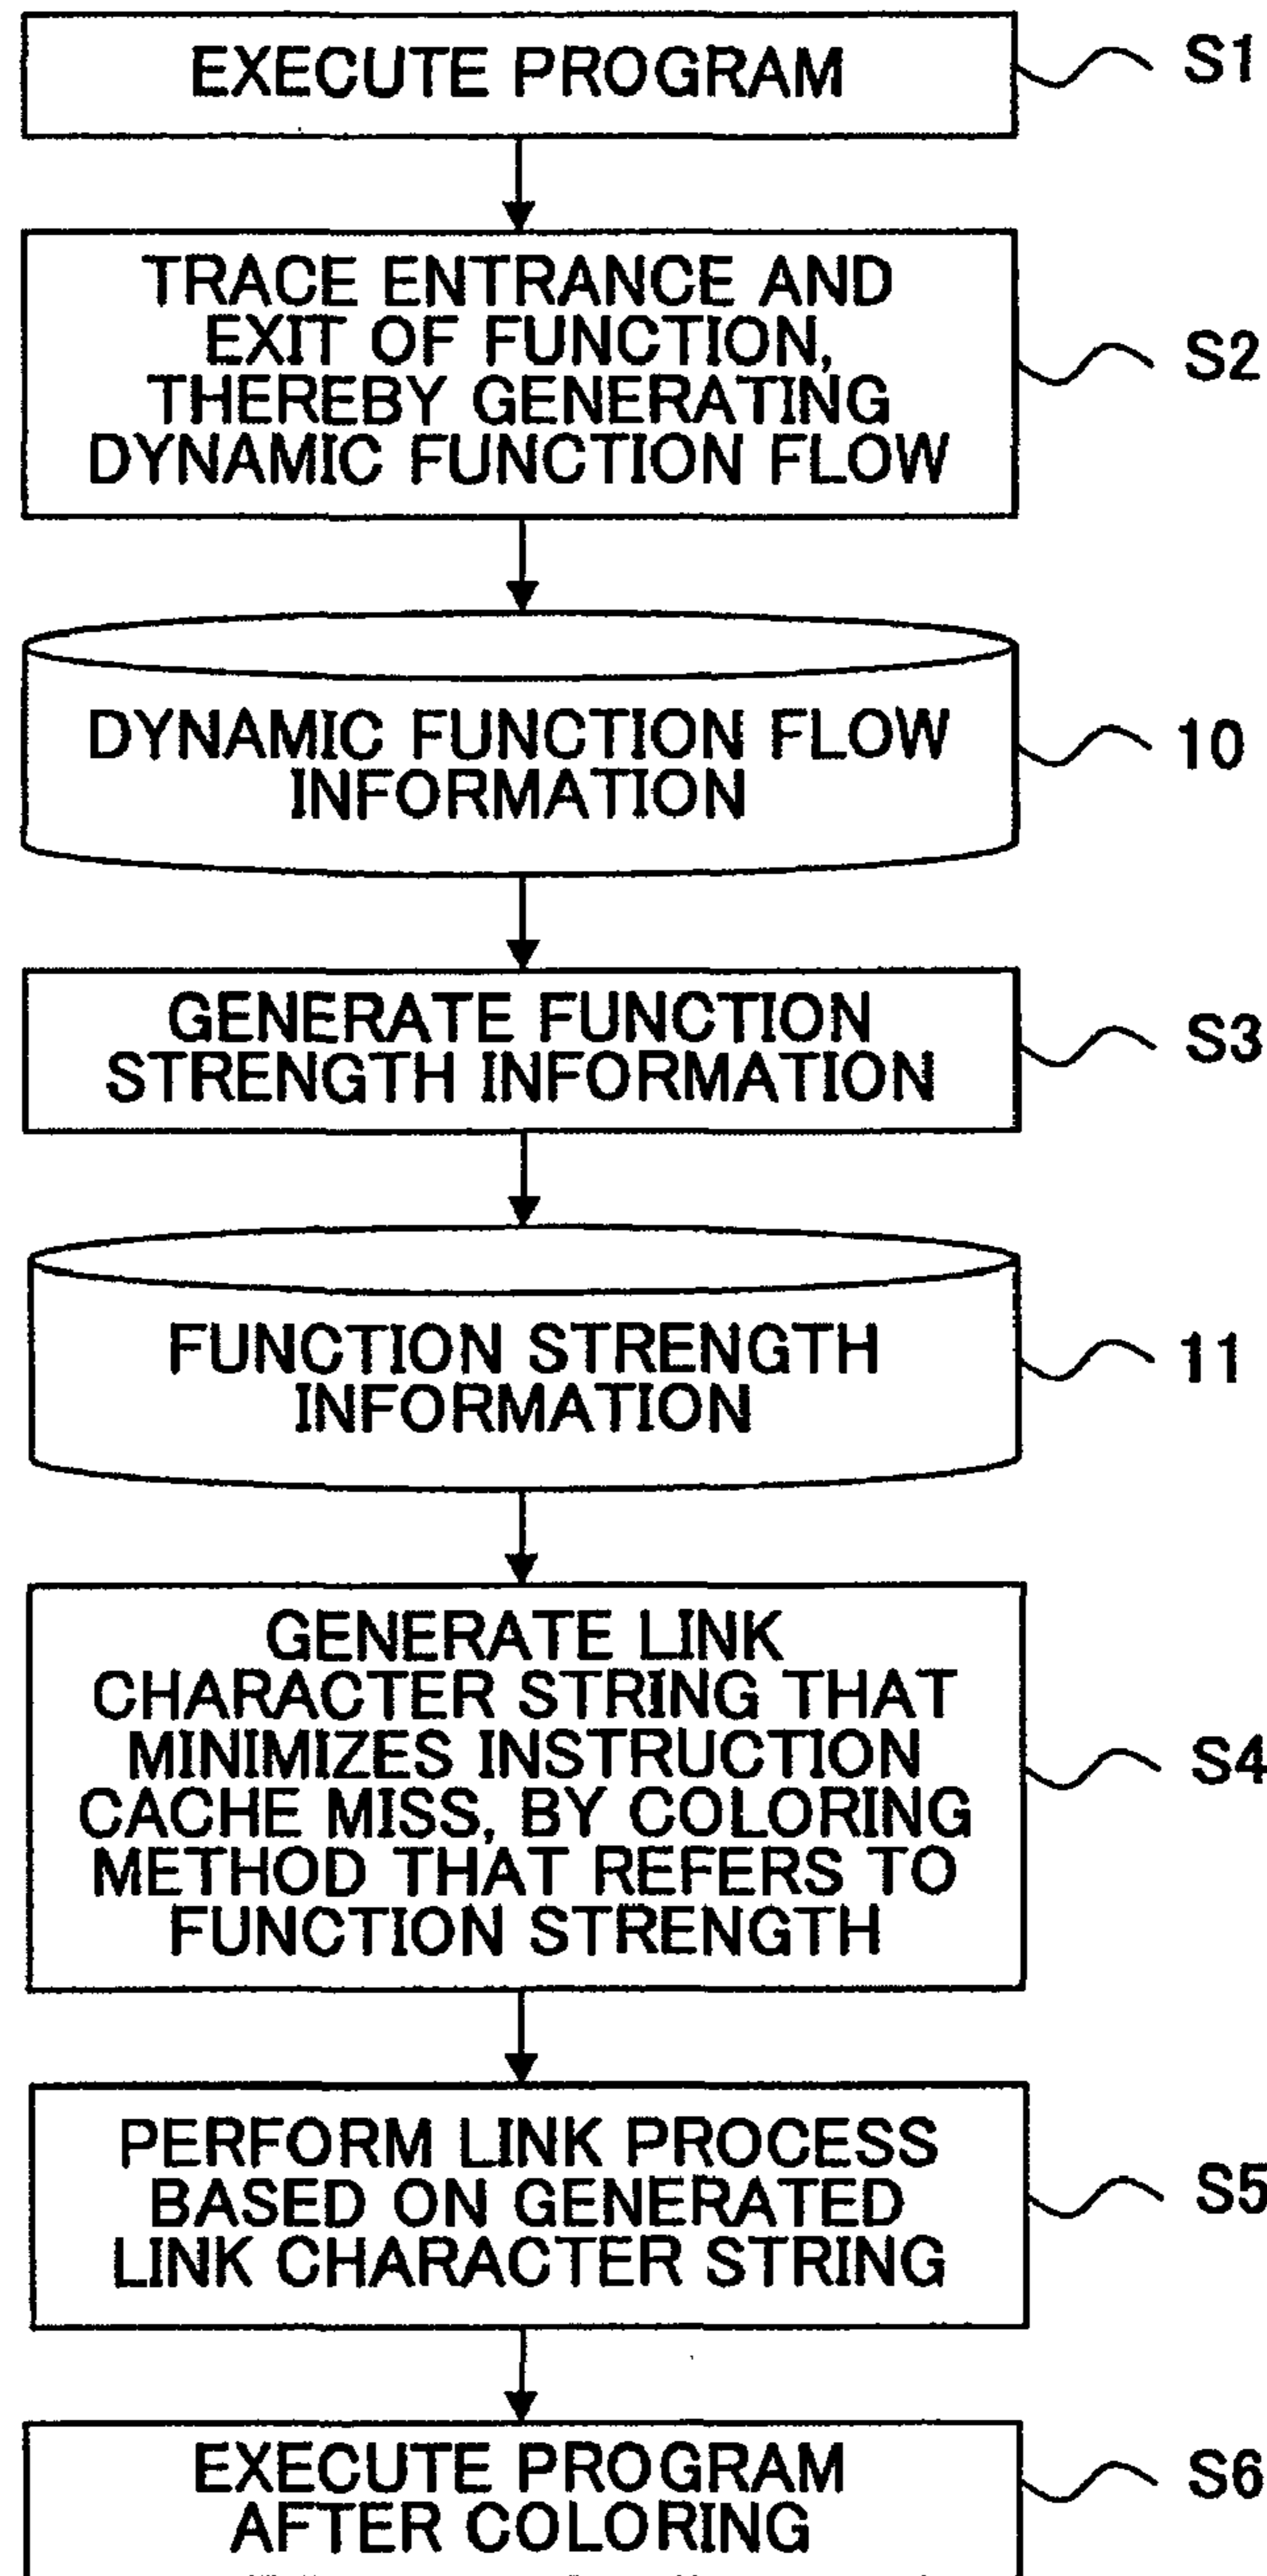 EXECUTE PROGRAM
S1
TRACE ENTRANCE AND
EXIT OF FUNCTION,
THEREBY GENERATING
DYNAMIC FUNCTION FLOW
S2
DYNAMIC FUNCTION FLOW
INFORMATION
10
GENERATE FUNCTION
STRENGTH INFORMATION
S3
FUNCTION STRENGTH
INFORMATION
11
GENERATE LINK
CHARACTER STRING THAT
MINIMIZES INSTRUCTION
CACHE MISS, BY COLORING
METHOD THAT REFERS TO
FUNCTION STRENGTH
S4
PERFORM LINK PROCESS
BASED ON GENERATED
LINK CHARACTER STRING
S5
EXECUTE PROGRAM
AFTER COLORING
S6